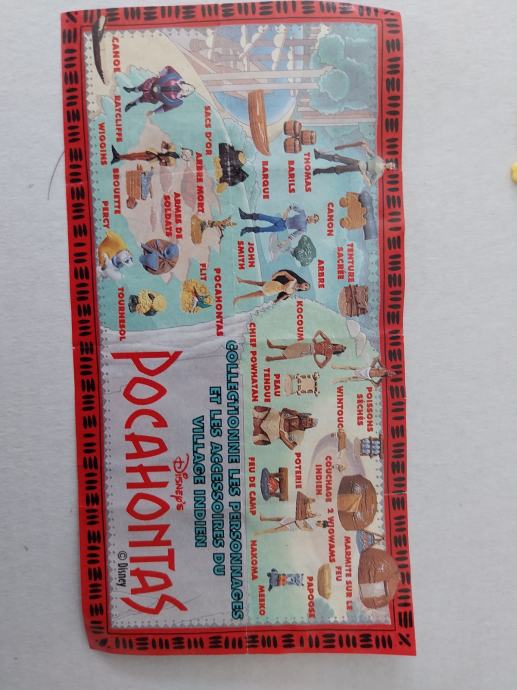 CANOE
RATCLIFFE
WIGGINS
BROUETTE
PERCY
SACS D'OR
ARBRE MORT
ARMES DE
SOLDATS
TOURNESOL
FLIT
BARQUE
BARILS
THOMAS
CANON
JOHN
SMITH
POCAHONTAS
ARBRE
TENTURE
SACRÉE
KOCOUM
CHIEF POWHATAN
PEAU
TENDUE
WINTOUC
POISSONS
SÉCHÉS
POTERIE
FEU DE CAMP
COUCHAGE
INDIEN
2 WIGWAMS
MARMITE SUR LE
FEU
NAKOMA
MEEKO
PAPOOSE
COLLECTIONNE LES PERSONNAGES
ET LES ACCESSOIRES DU
VILLAGE INDIEN
DISNEY'S
POCAHONTAS
© Disney